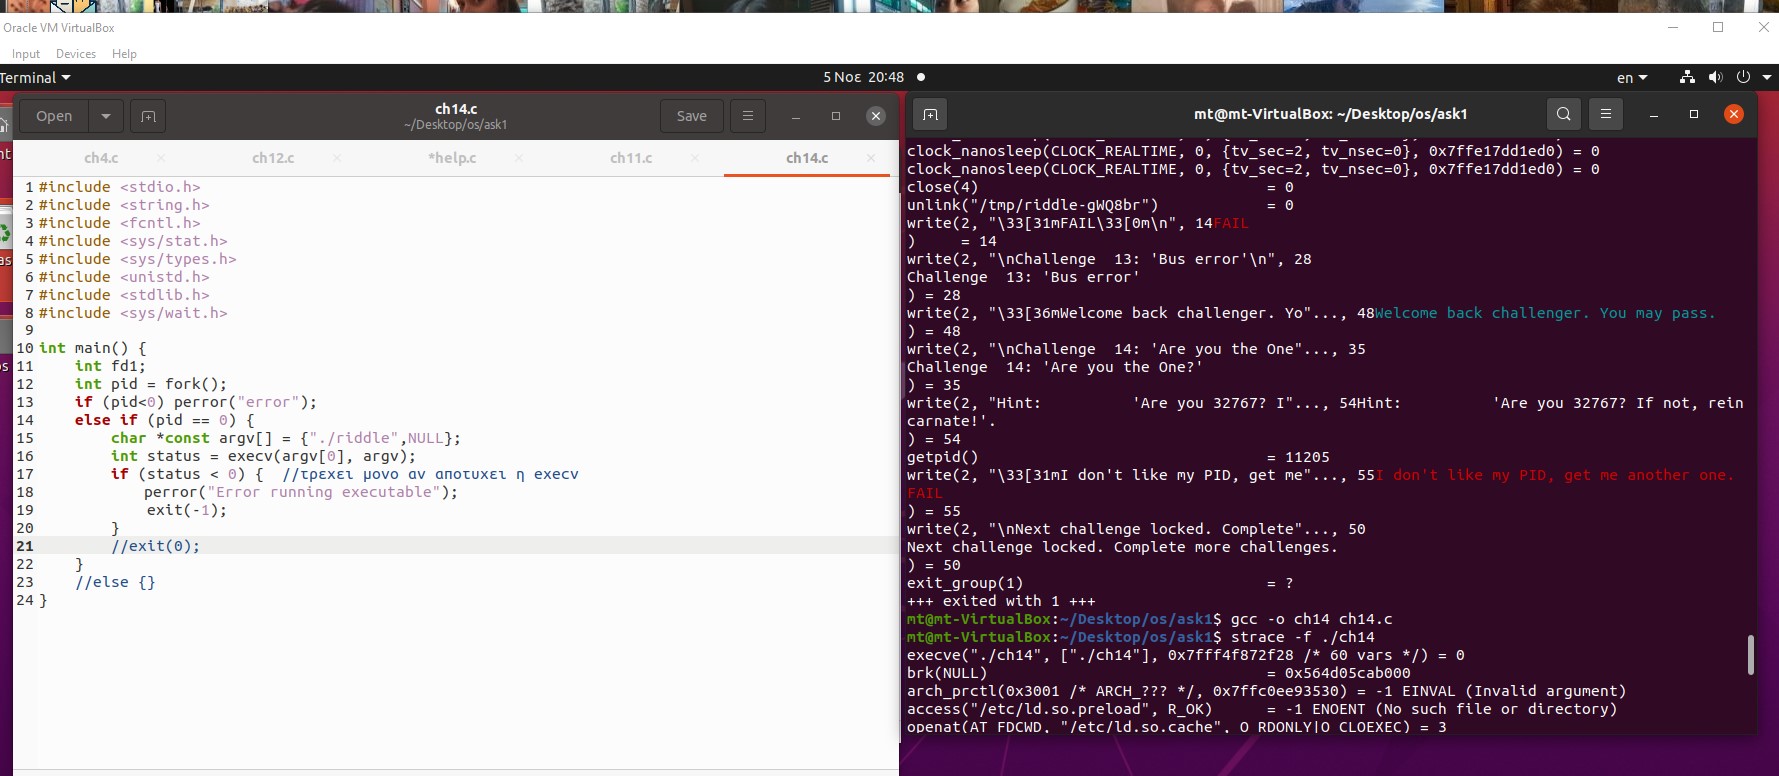 Oracle VM VirtualBox
Input Devices Help
Terminal 5 Νοε 20:48 en
Open ch14.c Save
~/Desktop/os/ask1
ch4.c ch12.c *help.c ch11.c ch14.c
1 #include <stdio.h>
2 #include <string.h>
3 #include <fcntl.h>
4 #include <sys/stat.h>
5 #include <sys/types.h>
6 #include <unistd.h>
7 #include <stdlib.h>
8 #include <sys/wait.h>
9
10 int main() {
11     int fd1;
12     int pid = fork();
13     if (pid<0) perror("error");
14     else if (pid == 0) {
15         char *const argv[] = {"./riddle",NULL};
16         int status = execv(argv[0], argv);
17         if (status < 0) {  //τρεχει μονο αν αποτυχει η execv
18             perror("Error running executable");
19             exit(-1);
20         }
21         //exit(0);
22     }
23     //else {}
24 }
mt@mt-VirtualBox: ~/Desktop/os/ask1
clock_nanosleep(CLOCK_REALTIME, 0, {tv_sec=2, tv_nsec=0}, 0x7ffe17dd1ed0) = 0
clock_nanosleep(CLOCK_REALTIME, 0, {tv_sec=2, tv_nsec=0}, 0x7ffe17dd1ed0) = 0
close(4) = 0
unlink("/tmp/riddle-gWQ8br") = 0
write(2, "\33[31mFAIL\33[0m\n", 14FAIL
) = 14
write(2, "\nChallenge  13: 'Bus error'\n", 28
Challenge  13: 'Bus error'
) = 28
write(2, "\33[36mWelcome back challenger. Yo"..., 48Welcome back challenger. You may pass.
) = 48
write(2, "\nChallenge  14: 'Are you the One"..., 35
Challenge  14: 'Are you the One?'
) = 35
write(2, "Hint:          'Are you 32767? I"..., 54Hint:          'Are you 32767? If not, rein
carnate!'.
) = 54
getpid() = 11205
write(2, "\33[31mI don't like my PID, get me"..., 55I don't like my PID, get me another one.
FAIL
) = 55
write(2, "\nNext challenge locked. Complete"..., 50
Next challenge locked. Complete more challenges.
) = 50
exit_group(1) = ?
+++ exited with 1 +++
mt@mt-VirtualBox:~/Desktop/os/ask1$ gcc -o ch14 ch14.c
mt@mt-VirtualBox:~/Desktop/os/ask1$ strace -f ./ch14
execve("./ch14", ["./ch14"], 0x7fff4f872f28 /* 60 vars */) = 0
brk(NULL) = 0x564d05cab000
arch_prctl(0x3001 /* ARCH_??? */, 0x7ffc0ee93530) = -1 EINVAL (Invalid argument)
access("/etc/ld.so.preload", R_OK) = -1 ENOENT (No such file or directory)
openat(AT_FDCWD, "/etc/ld.so.cache", O_RDONLY|O_CLOEXEC) = 3